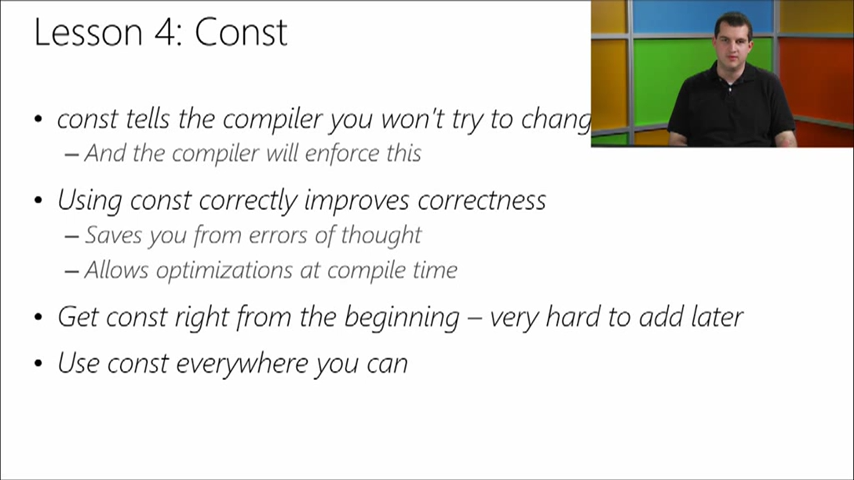 Lesson 4: Const
• const tells the compiler you won't try to chang
– And the compiler will enforce this
• Using const correctly improves correctness
– Saves you from errors of thought
– Allows optimizations at compile time
• Get const right from the beginning – very hard to add later
• Use const everywhere you can